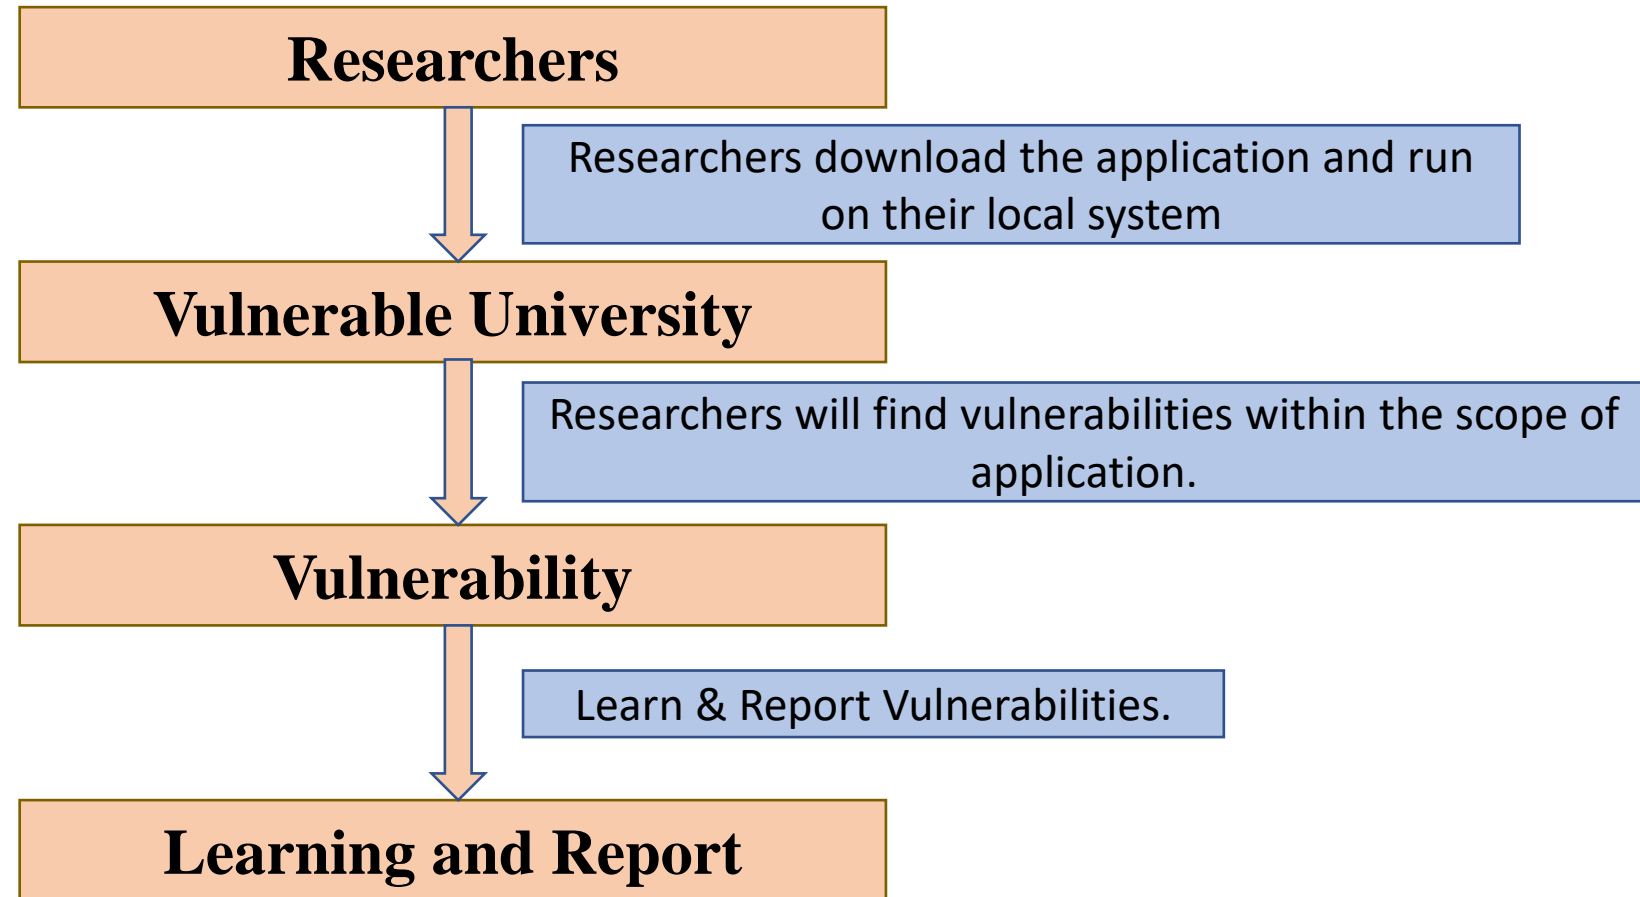 Researchers
Researchers download the application and run
on their local system
Vulnerable University
Researchers will find vulnerabilities within the scope of
application.
Vulnerability
Learn & Report Vulnerabilities.
Learning and Report